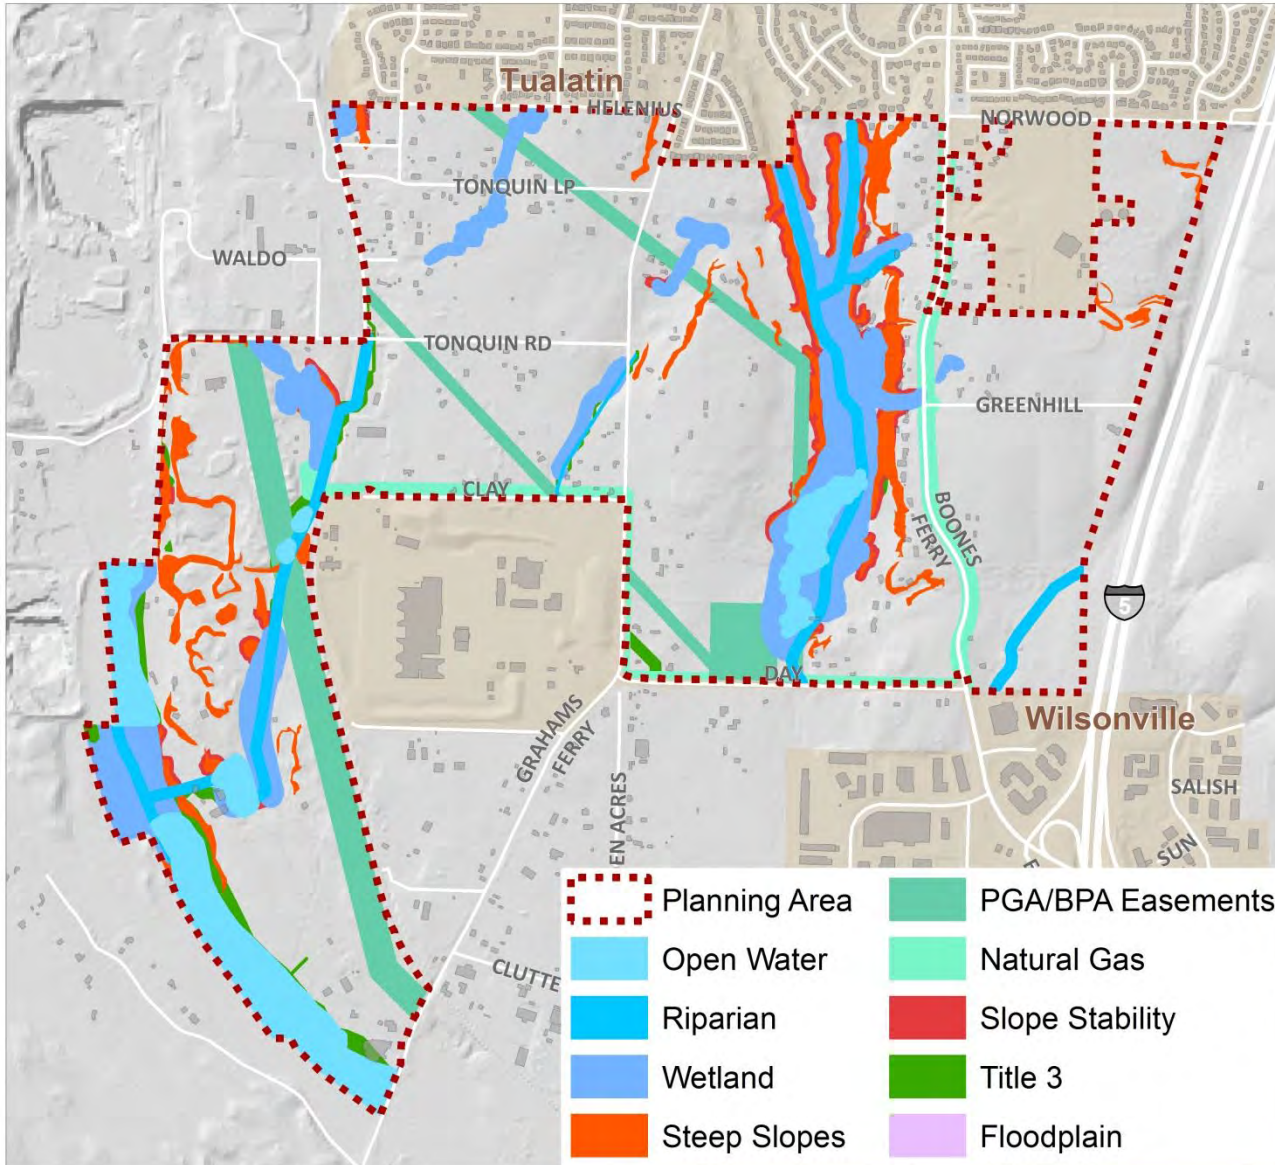 Tualatin
HELENIUS
NORWOOD
TONQUIN LP
WALDO
TONQUIN RD
GREENHILL
CLAY
BOONES
FERRY
5
DAY
Wilsonville
GRAHAMS
FERRY
EN ACRES
SALISH
SUN
CLUTTE
Planning Area
PGA/BPA Easements
Open Water
Natural Gas
Riparian
Slope Stability
Wetland
Title 3
Steep Slopes
Floodplain